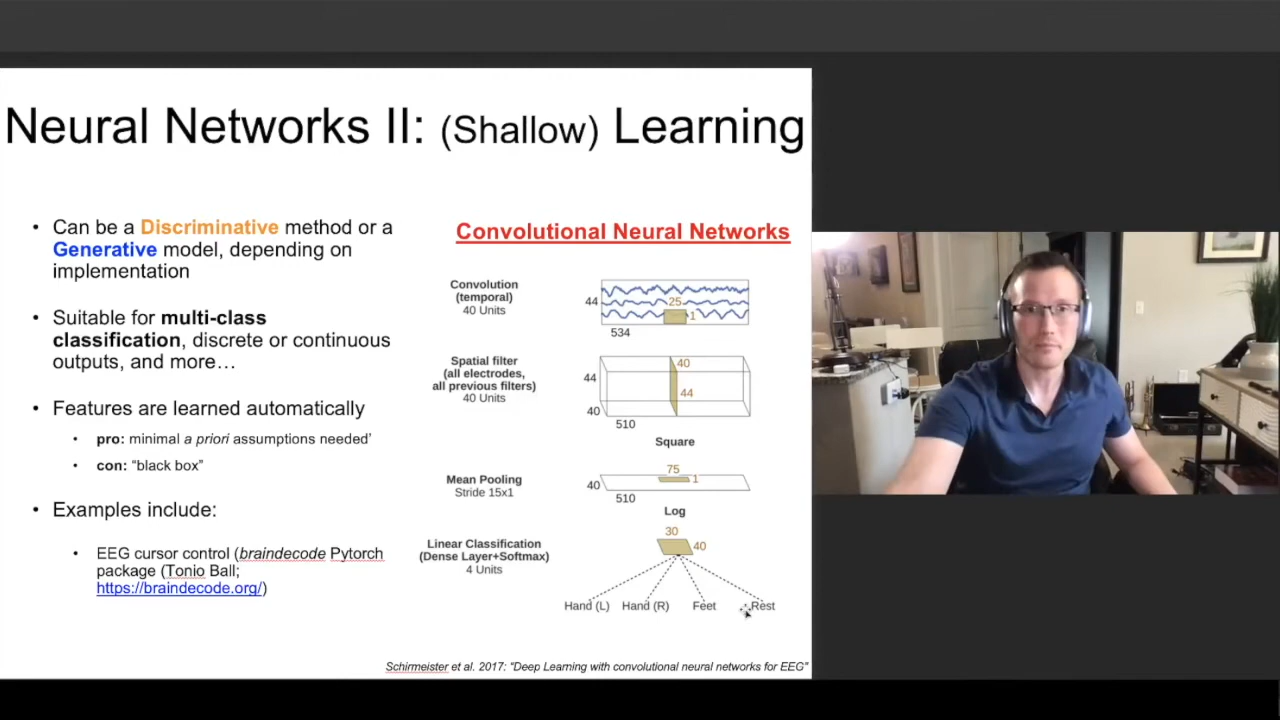 Neural Networks II: (Shallow) Learning
• Can be a Discriminative method or a
Generative model, depending on
implementation
• Suitable for multi-class
classification, discrete or continuous
outputs, and more…
• Features are learned automatically
• pro: minimal a priori assumptions needed’
• con: “black box”
• Examples include:
• EEG cursor control (braindecode Pytorch
package (Tonio Ball;
https://braindecode.org/)
Convolutional Neural Networks
Convolution
(temporal)
40 Units
44
25
1
534
Spatial filter
(all electrodes,
all previous filters)
40 Units
40
44
44
40
510
Square
Mean Pooling
Stride 15x1
75
1
40
510
Log
Linear Classification
(Dense Layer+Softmax)
4 Units
30
40
Hand (L) Hand (R) Feet Rest
Schirmeister et al. 2017: “Deep Learning with convolutional neural networks for EEG”